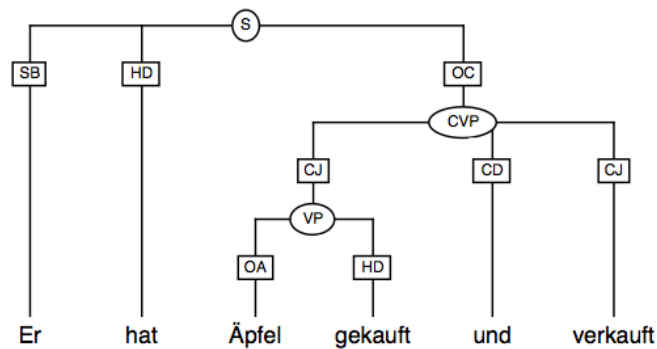 S
SB HD OC
CVP
CJ CD CJ
VP
OA HD
Er hat Äpfel gekauft und verkauft